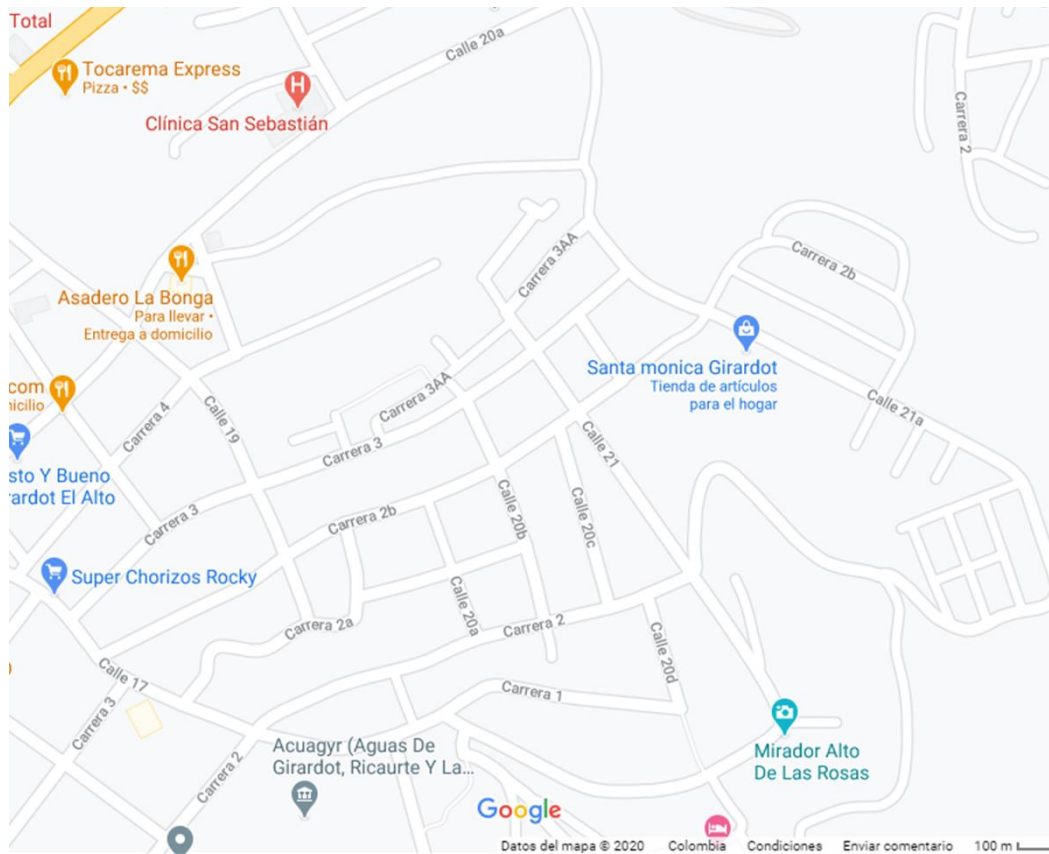 Total
Calle 20a
Tocarema Express
Pizza • $$
Clínica San Sebastián
Carrera 2
Carrera 3AA
Carrera 2b
Asadero La Bonga
Para llevar •
Entrega a domicilio
Santa monica Girardot
Tienda de artículos
para el hogar
com
nicilio
Carrera 3AA
Calle 21a
Carrera 4
Calle 19
Carrera 3
Calle 21
sto Y Bueno
rardot El Alto
Carrera 3
Carrera 2b
Calle 20b
Calle 20c
Super Chorizos Rocky
Calle 20a
Carrera 2a
Carrera 2
Calle 20d
Calle 17
Carrera 1
Carrera 3
Acuagyr (Aguas De
Girardot, Ricaurte Y La...
Carrera 2
Mirador Alto
De Las Rosas
Google
Datos del mapa © 2020 Colombia Condiciones Enviar comentario 100 m